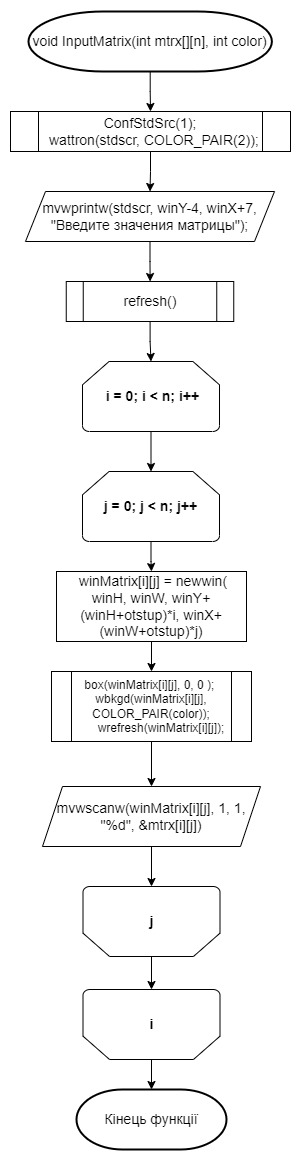 void InputMatrix(int mtrx[][n], int color)
ConfStdSrc(1);
wattron(stdscr, COLOR_PAIR(2));
mvwprintw(stdscr, winY-4, winX+7,
"Введите значения матрицы");
refresh()
i = 0; i < n; i++
j = 0; j < n; j++
winMatrix[i][j] = newwin(
winH, winW, winY+
(winH+otstup)*i, winX+
(winW+otstup)*j)
box(winMatrix[i][j], 0, 0 );
wbkgd(winMatrix[i][j],
COLOR_PAIR(color));
wrefresh(winMatrix[i][j]);
mvwscanw(winMatrix[i][j], 1, 1,
"%d", &mtrx[i][j])
j
i
Кінець функції